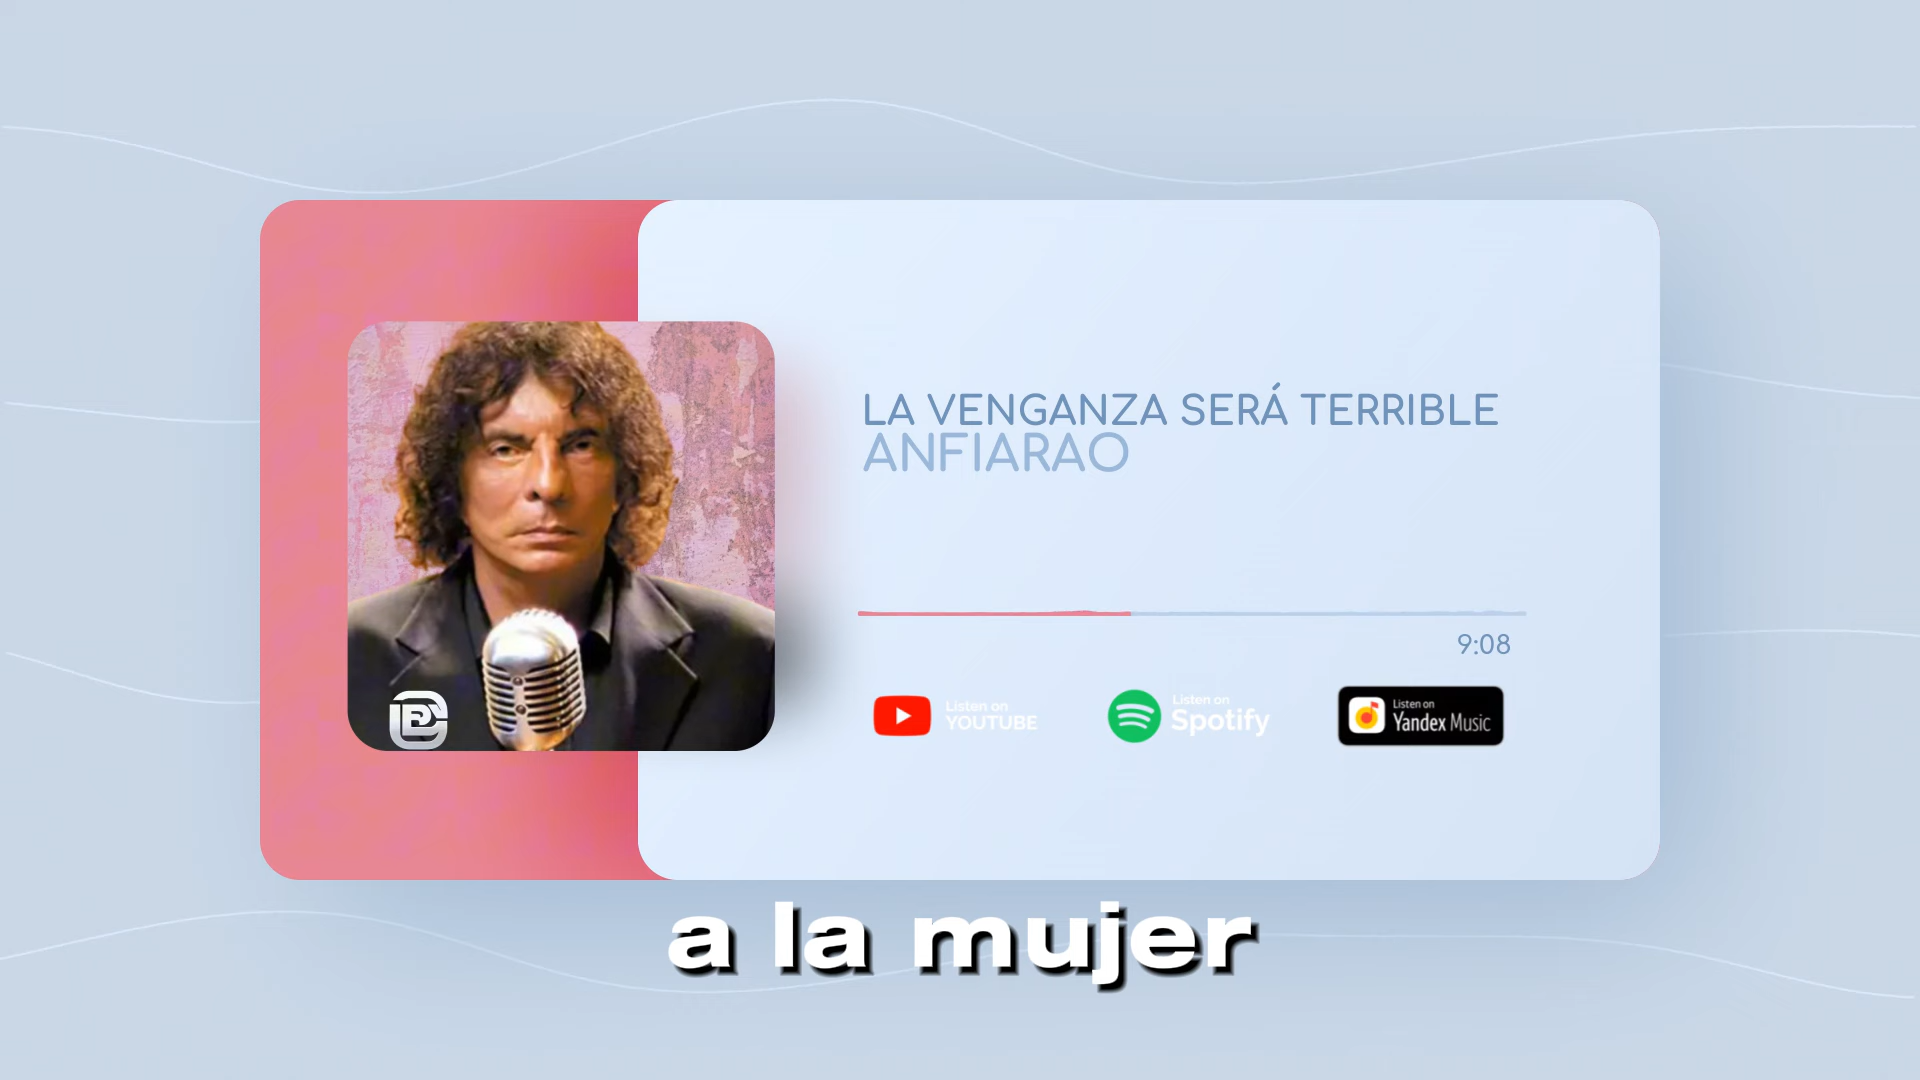 LA VENGANZA SERÁ TERRIBLE
ANFIARAO
9:08
Listen on
YOUTUBE
Listen on
Spotify
Listen on
Yandex Music
a la mujer